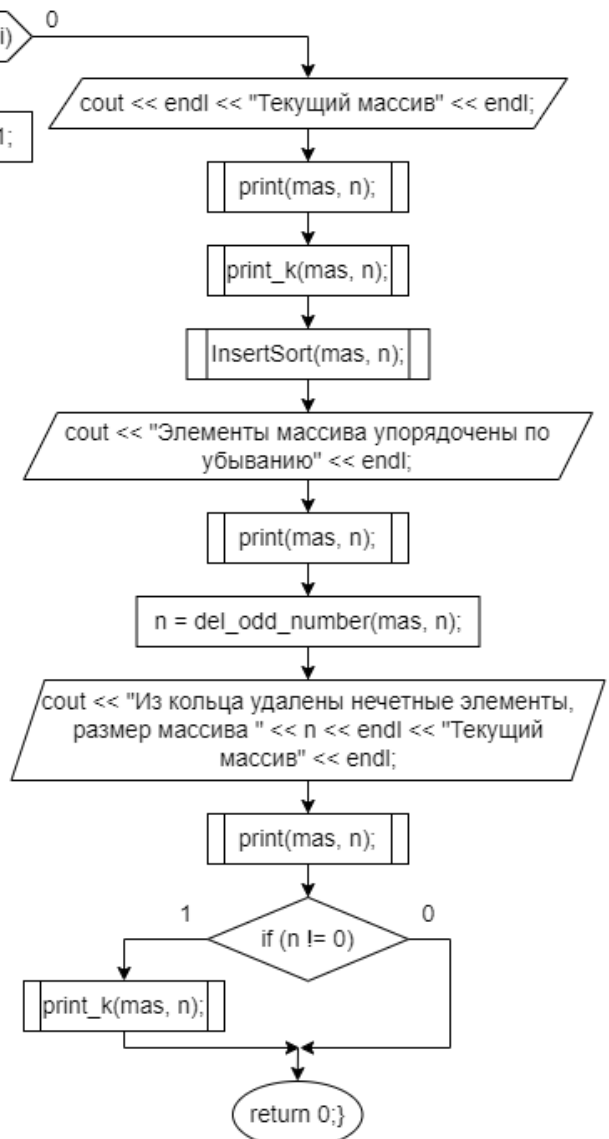 i)
0
cout << endl << "Текущий массив" << endl;
1;
print(mas, n);
print_k(mas, n);
InsertSort(mas, n);
cout << "Элементы массива упорядочены по
убыванию" << endl;
print(mas, n);
n = del_odd_number(mas, n);
cout << "Из кольца удалены нечетные элементы,
размер массива " << n << endl << "Текущий
массив" << endl;
print(mas, n);
1
0
if (n != 0)
print_k(mas, n);
return 0;}